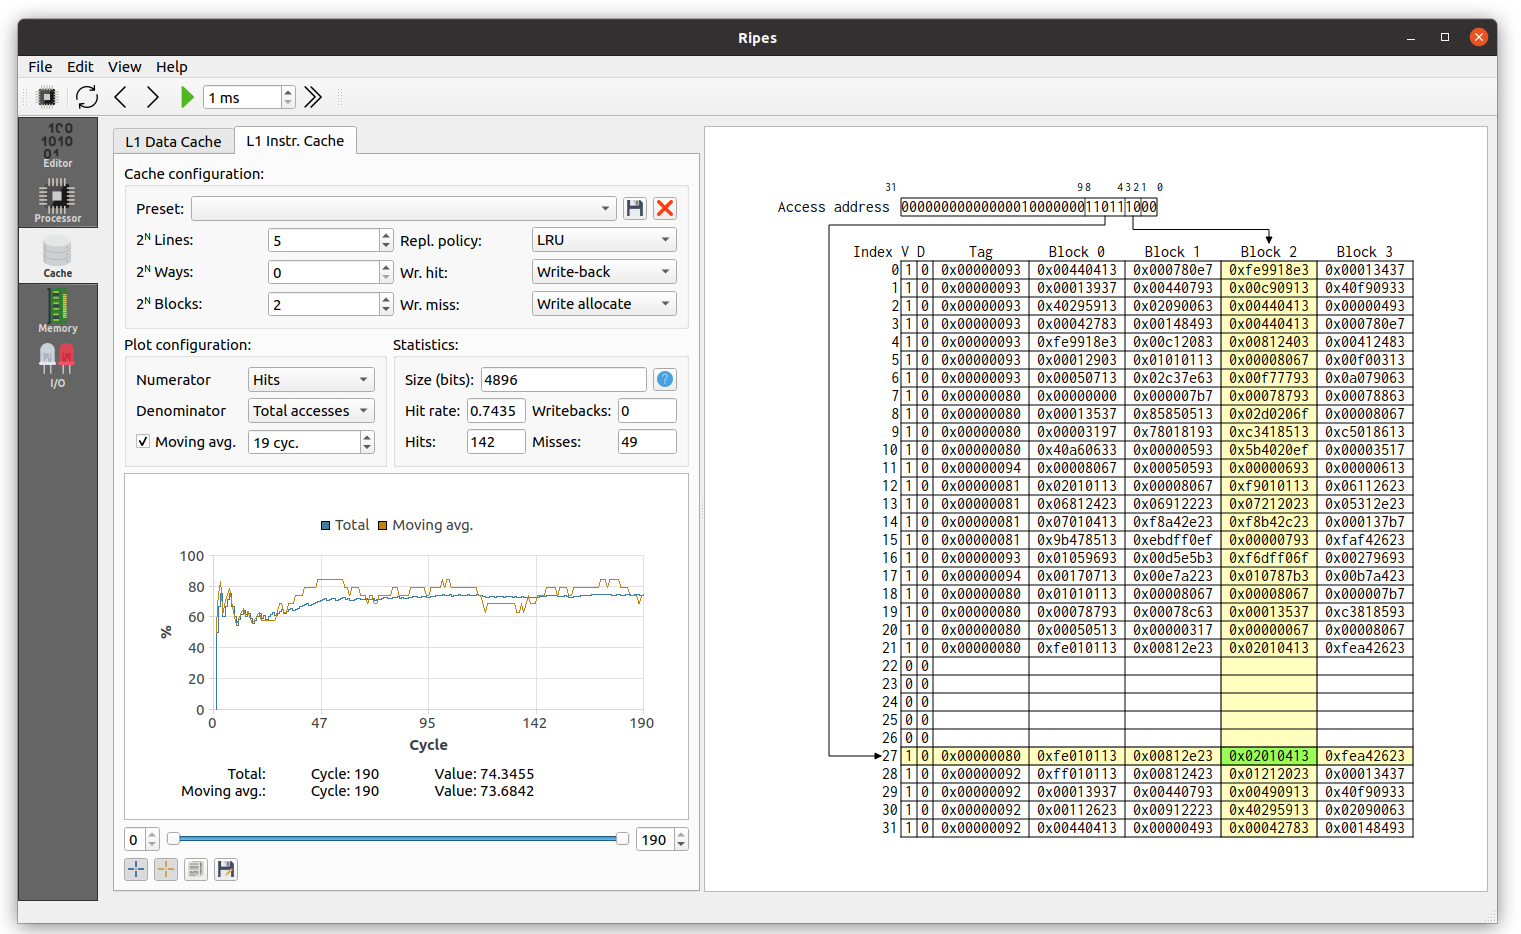 Ripes
File Edit View Help
1 ms
Editor
Processor
Cache
Memory
I/O
L1 Data Cache L1 Instr. Cache
Cache configuration:
Preset:
2ᴺ Lines: 5 Repl. policy: LRU
2ᴺ Ways: 0 Wr. hit: Write-back
2ᴺ Blocks: 2 Wr. miss: Write allocate
Plot configuration: Statistics:
Numerator Hits Size (bits): 4896
Denominator Total accesses Hit rate: 0.7435 Writebacks: 0
Moving avg. 19 cyc. Hits: 142 Misses: 49
Total Moving avg.
100
80
60
40
20
0
%
0 47 95 142 190
Cycle
Total: Cycle: 190 Value: 74.3455
Moving avg.: Cycle: 190 Value: 73.6842
0 190
31 9 8 4 3 2 1 0
Access address 00000000000000010000000110111000
Index V D Tag Block 0 Block 1 Block 2 Block 3
0 1 0 0x00000093 0x00440413 0x000780e7 0xfe9918e3 0x00013437
1 1 0 0x00000093 0x00013937 0x00440793 0x00c90913 0x40f90933
2 1 0 0x00000093 0x40295913 0x02090063 0x00440413 0x00000493
3 1 0 0x00000093 0x00042783 0x00148493 0x00440413 0x000780e7
4 1 0 0x00000093 0xfe9918e3 0x00c12083 0x00812403 0x00412483
5 1 0 0x00000093 0x00012903 0x01010113 0x00008067 0x00f00313
6 1 0 0x00000093 0x00050713 0x02c37e63 0x00f77793 0x0a079063
7 1 0 0x00000080 0x00000000 0x000007b7 0x00078793 0x00078863
8 1 0 0x00000080 0x00013537 0x85850513 0x02d0206f 0x00008067
9 1 0 0x00000080 0x00003197 0x78018193 0xc3418513 0xc5018613
10 1 0 0x00000080 0x40a60633 0x00000593 0x5b4020ef 0x00003517
11 1 0 0x00000094 0x00008067 0x00050593 0x00000693 0x00000613
12 1 0 0x00000081 0x02010113 0x00008067 0xf9010113 0x06112623
13 1 0 0x00000081 0x06812423 0x06912223 0x07212023 0x05312e23
14 1 0 0x00000081 0x07010413 0xf8a42e23 0xf8b42c23 0x000137b7
15 1 0 0x00000081 0x9b478513 0xebdff0ef 0x00000793 0xfaf42623
16 1 0 0x00000093 0x01059693 0x00d5e5b3 0xf6dff06f 0x00279693
17 1 0 0x00000094 0x00170713 0x00e7a223 0x010787b3 0x00b7a423
18 1 0 0x00000080 0x01010113 0x00008067 0x00008067 0x000007b7
19 1 0 0x00000080 0x00078793 0x00078c63 0x00013537 0xc3818593
20 1 0 0x00000080 0x00050513 0x00000317 0x00000067 0x00008067
21 1 0 0x00000080 0xfe010113 0x00812e23 0x02010413 0xfea42623
22 0 0
23 0 0
24 0 0
25 0 0
26 0 0
27 1 0 0x00000080 0xfe010113 0x00812e23 0x02010413 0xfea42623
28 1 0 0x00000092 0xff010113 0x00812423 0x01212023 0x00013437
29 1 0 0x00000092 0x00013937 0x00440793 0x00490913 0x40f90933
30 1 0 0x00000092 0x00112623 0x00912223 0x40295913 0x02090063
31 1 0 0x00000092 0x00440413 0x00000493 0x00042783 0x00148493